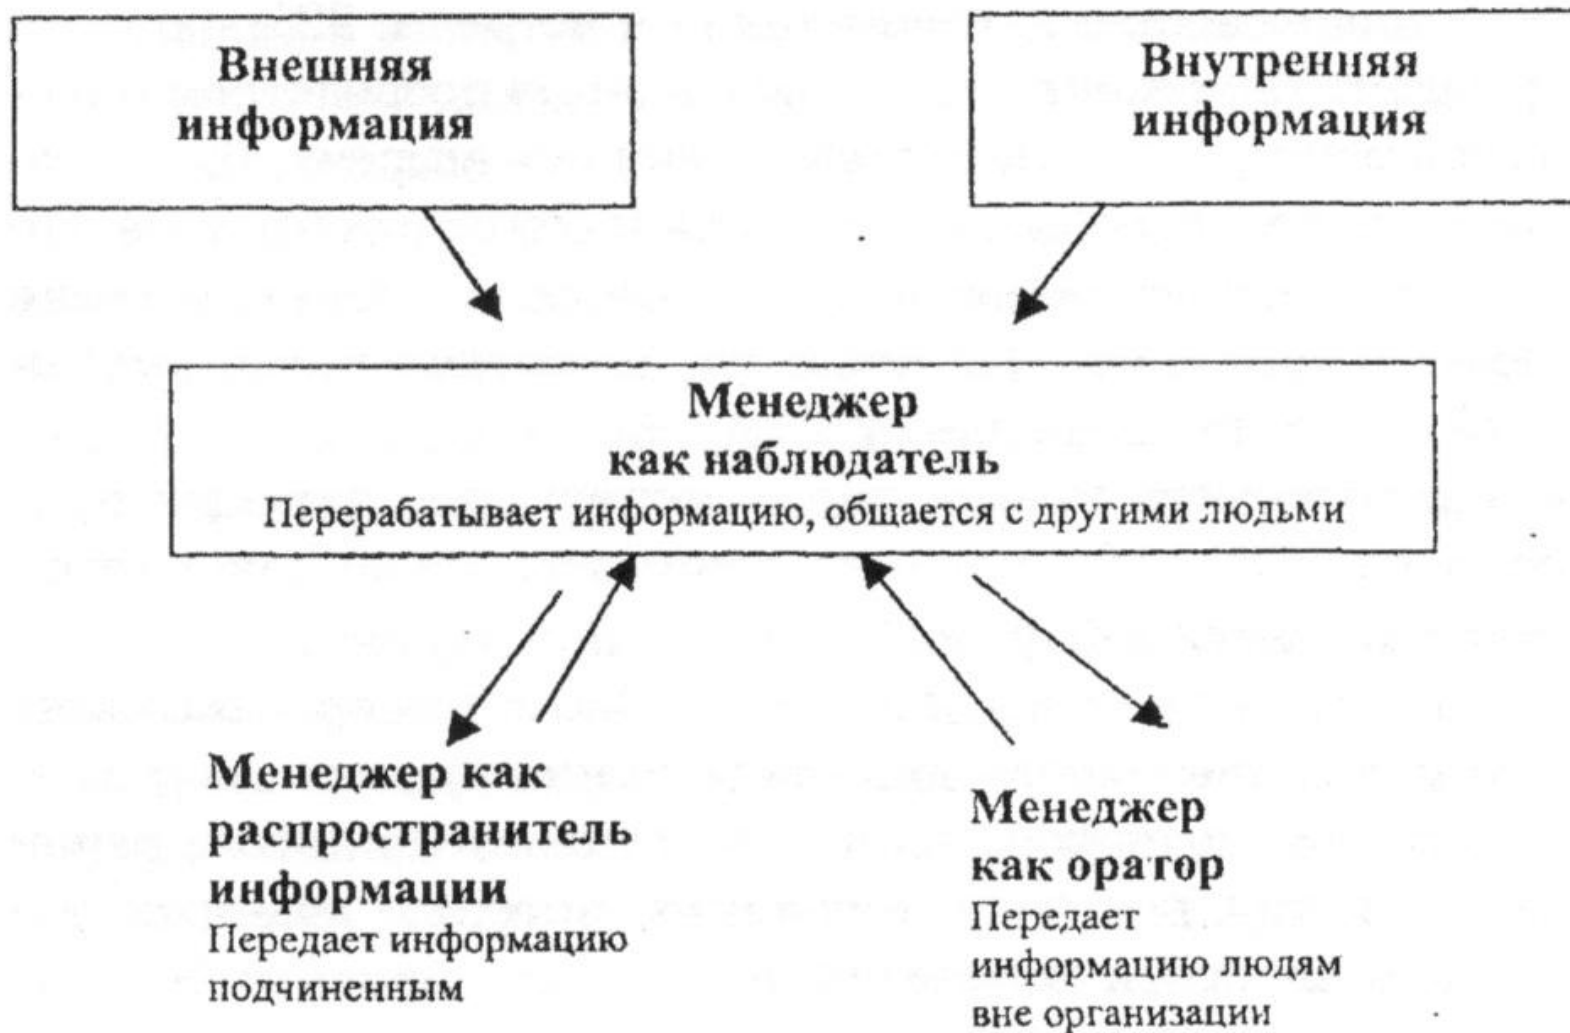 Внешняя
информация
Внутренняя
информация
Менеджер
как наблюдатель
Перерабатывает информацию, общается с другими людьми
Менеджер как
распространитель
информации
Передает информацию
подчиненным
Менеджер
как оратор
Передает
информацию людям
вне организации